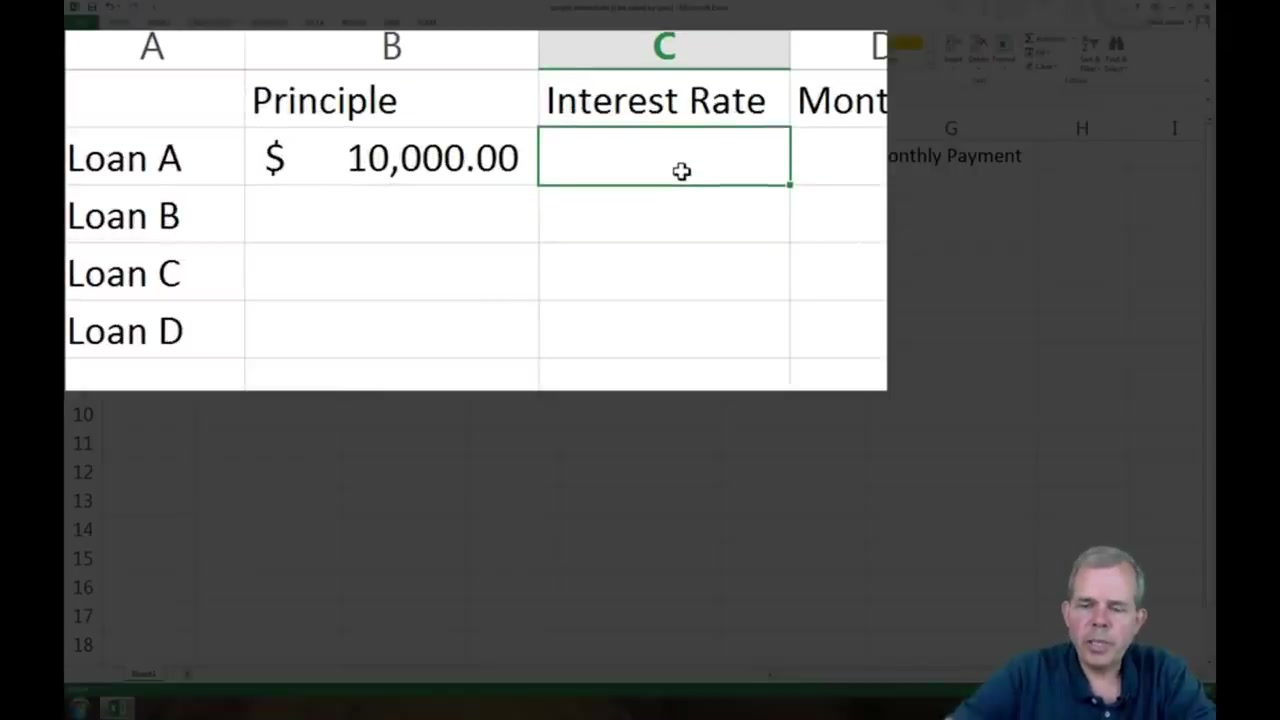 A B C D
Principle Interest Rate Mont
Loan A $ 10,000.00
Loan B
Loan C
Loan D
G H I
onthly Payment
10
11
12
13
14
15
16
17
18
Sheet1